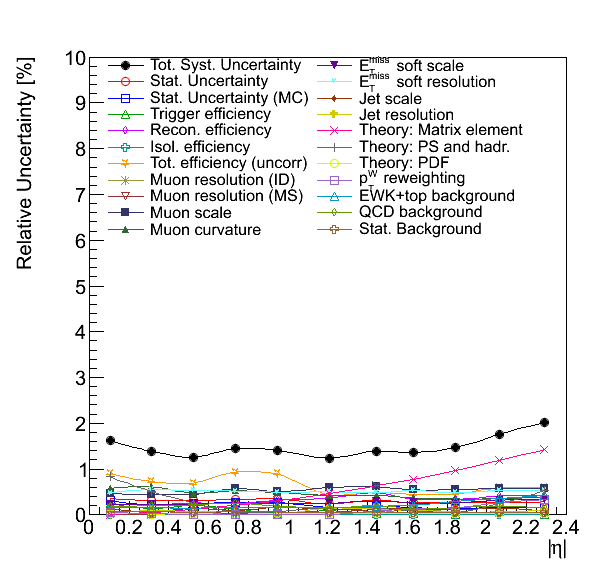 Relative Uncertainty [%]
10
9
8
7
6
5
4
3
2
1
0
Tot. Syst. Uncertainty
Stat. Uncertainty
Stat. Uncertainty (MC)
Trigger efficiency
Recon. efficiency
Isol. efficiency
Tot. efficiency (uncorr)
Muon resolution (ID)
Muon resolution (MS)
Muon scale
Muon curvature
E_T^miss soft scale
E_T^miss soft resolution
Jet scale
Jet resolution
Theory: Matrix element
Theory: PS and hadr.
Theory: PDF
p_T^W reweighting
EWK+top background
QCD background
Stat. Background
0 0.2 0.4 0.6 0.8 1 1.2 1.4 1.6 1.8 2 2.2 2.4
|η|